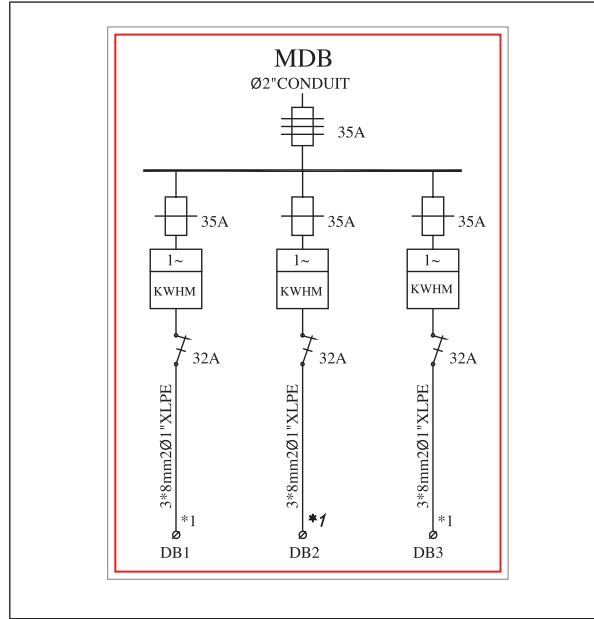 MDB
Ø2"CONDUIT
35A
35A
35A
35A
1~
1~
1~
KWHM
KWHM
KWHM
32A
32A
32A
3*8mm2Ø1"XLPE
3*8mm2Ø1"XLPE
3*8mm2Ø1"XLPE
*1
*1
*1
DB1
DB2
DB3